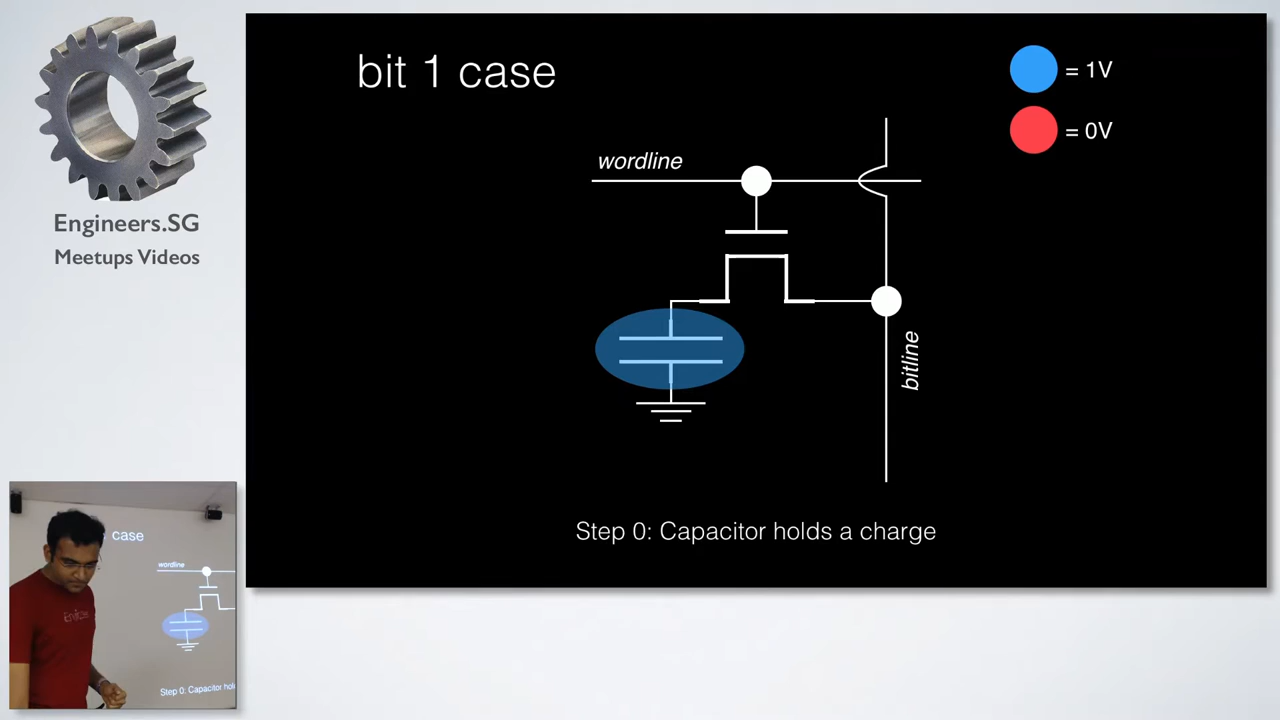 bit 1 case
= 1V
= 0V
wordline
bitline
Step 0: Capacitor holds a charge
Engineers.SG
Meetups Videos
case
wordline
Step 0: Capacitor